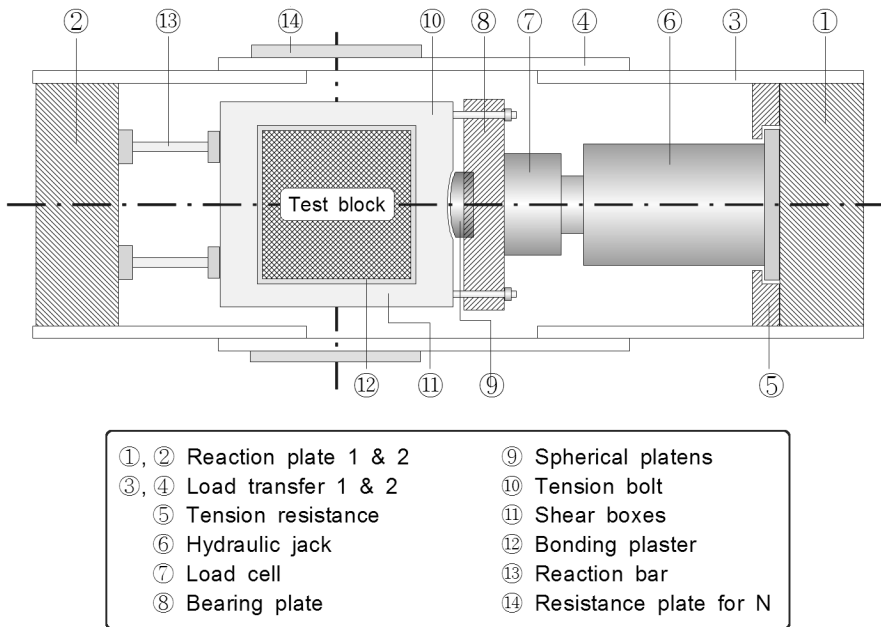 ② ⑬ ⑭ ⑩ ⑧ ⑦ ④ ⑥ ③ ①
Test block
⑫ ⑪ ⑨ ⑤
①, ② Reaction plate 1 & 2
③, ④ Load transfer 1 & 2
⑤ Tension resistance
⑥ Hydraulic jack
⑦ Load cell
⑧ Bearing plate
⑨ Spherical platens
⑩ Tension bolt
⑪ Shear boxes
⑫ Bonding plaster
⑬ Reaction bar
⑭ Resistance plate for N